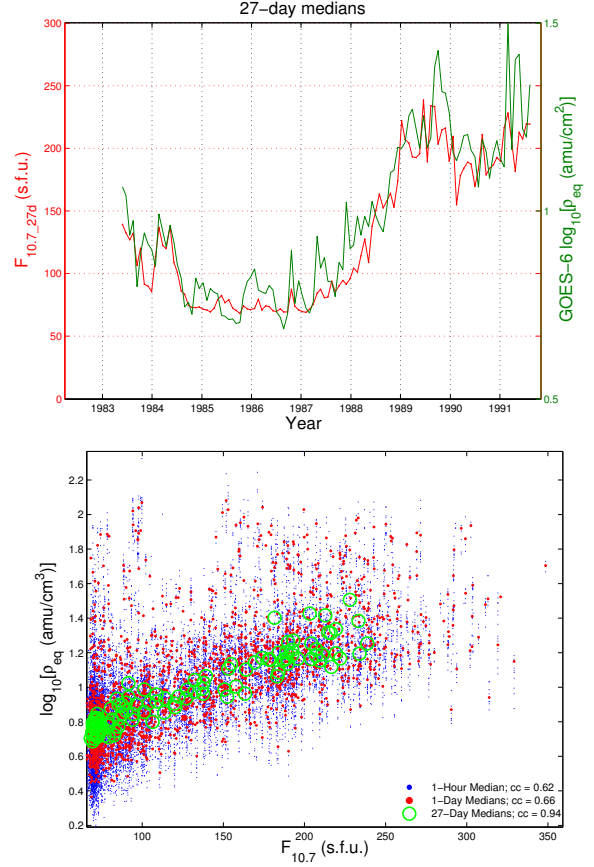 27-day medians
300
250
200
150
100
50
0
F10.7_27d (s.f.u.)
1.5
1
0.5
GOES-6 log10[ρeq (amu/cm2)]
1983 1984 1985 1986 1987 1988 1989 1990 1991
Year
2.2
2
1.8
1.6
1.4
1.2
1
0.8
0.6
0.4
0.2
log10[ρeq (amu/cm3)]
1-Hour Median; cc = 0.62
1-Day Medians; cc = 0.66
27-Day Medians; cc = 0.94
100 150 200 250 300 350
F10.7 (s.f.u.)